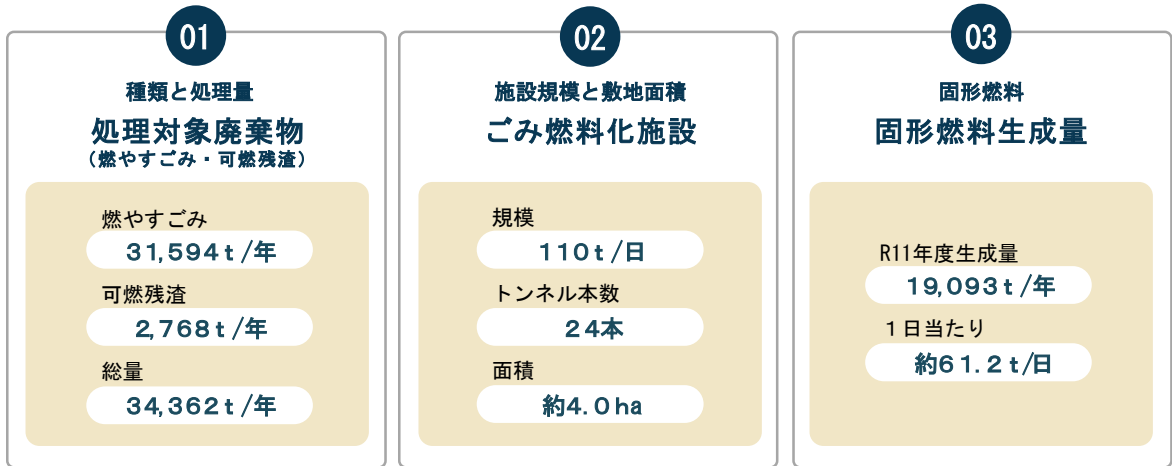 01
種類と処理量
処理対象廃棄物
(燃やすごみ・可燃残渣)
燃やすごみ
31,594t/年
可燃残渣
2,768t/年
総量
34,362t/年
02
施設規模と敷地面積
ごみ燃料化施設
規模
110t/日
トンネル本数
24本
面積
約4.0ha
03
固形燃料
固形燃料生成量
R11年度生成量
19,093t/年
1日当たり
約61.2t/日